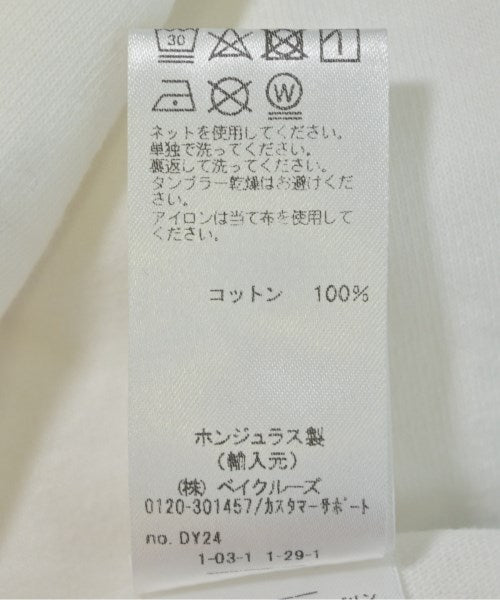 30
W
ネットを使用してください。
単独で洗ってください。
裏返して洗ってください。
タンブラー乾燥はお避けくだ
さい。
アイロンは当て布を使用して
ください。
コットン 100%
ホンジュラス製
(輸入元)
(株) ベイクルーズ
0120-301457/カスタマーサポート
no. DY24
1-03-1 1-29-1